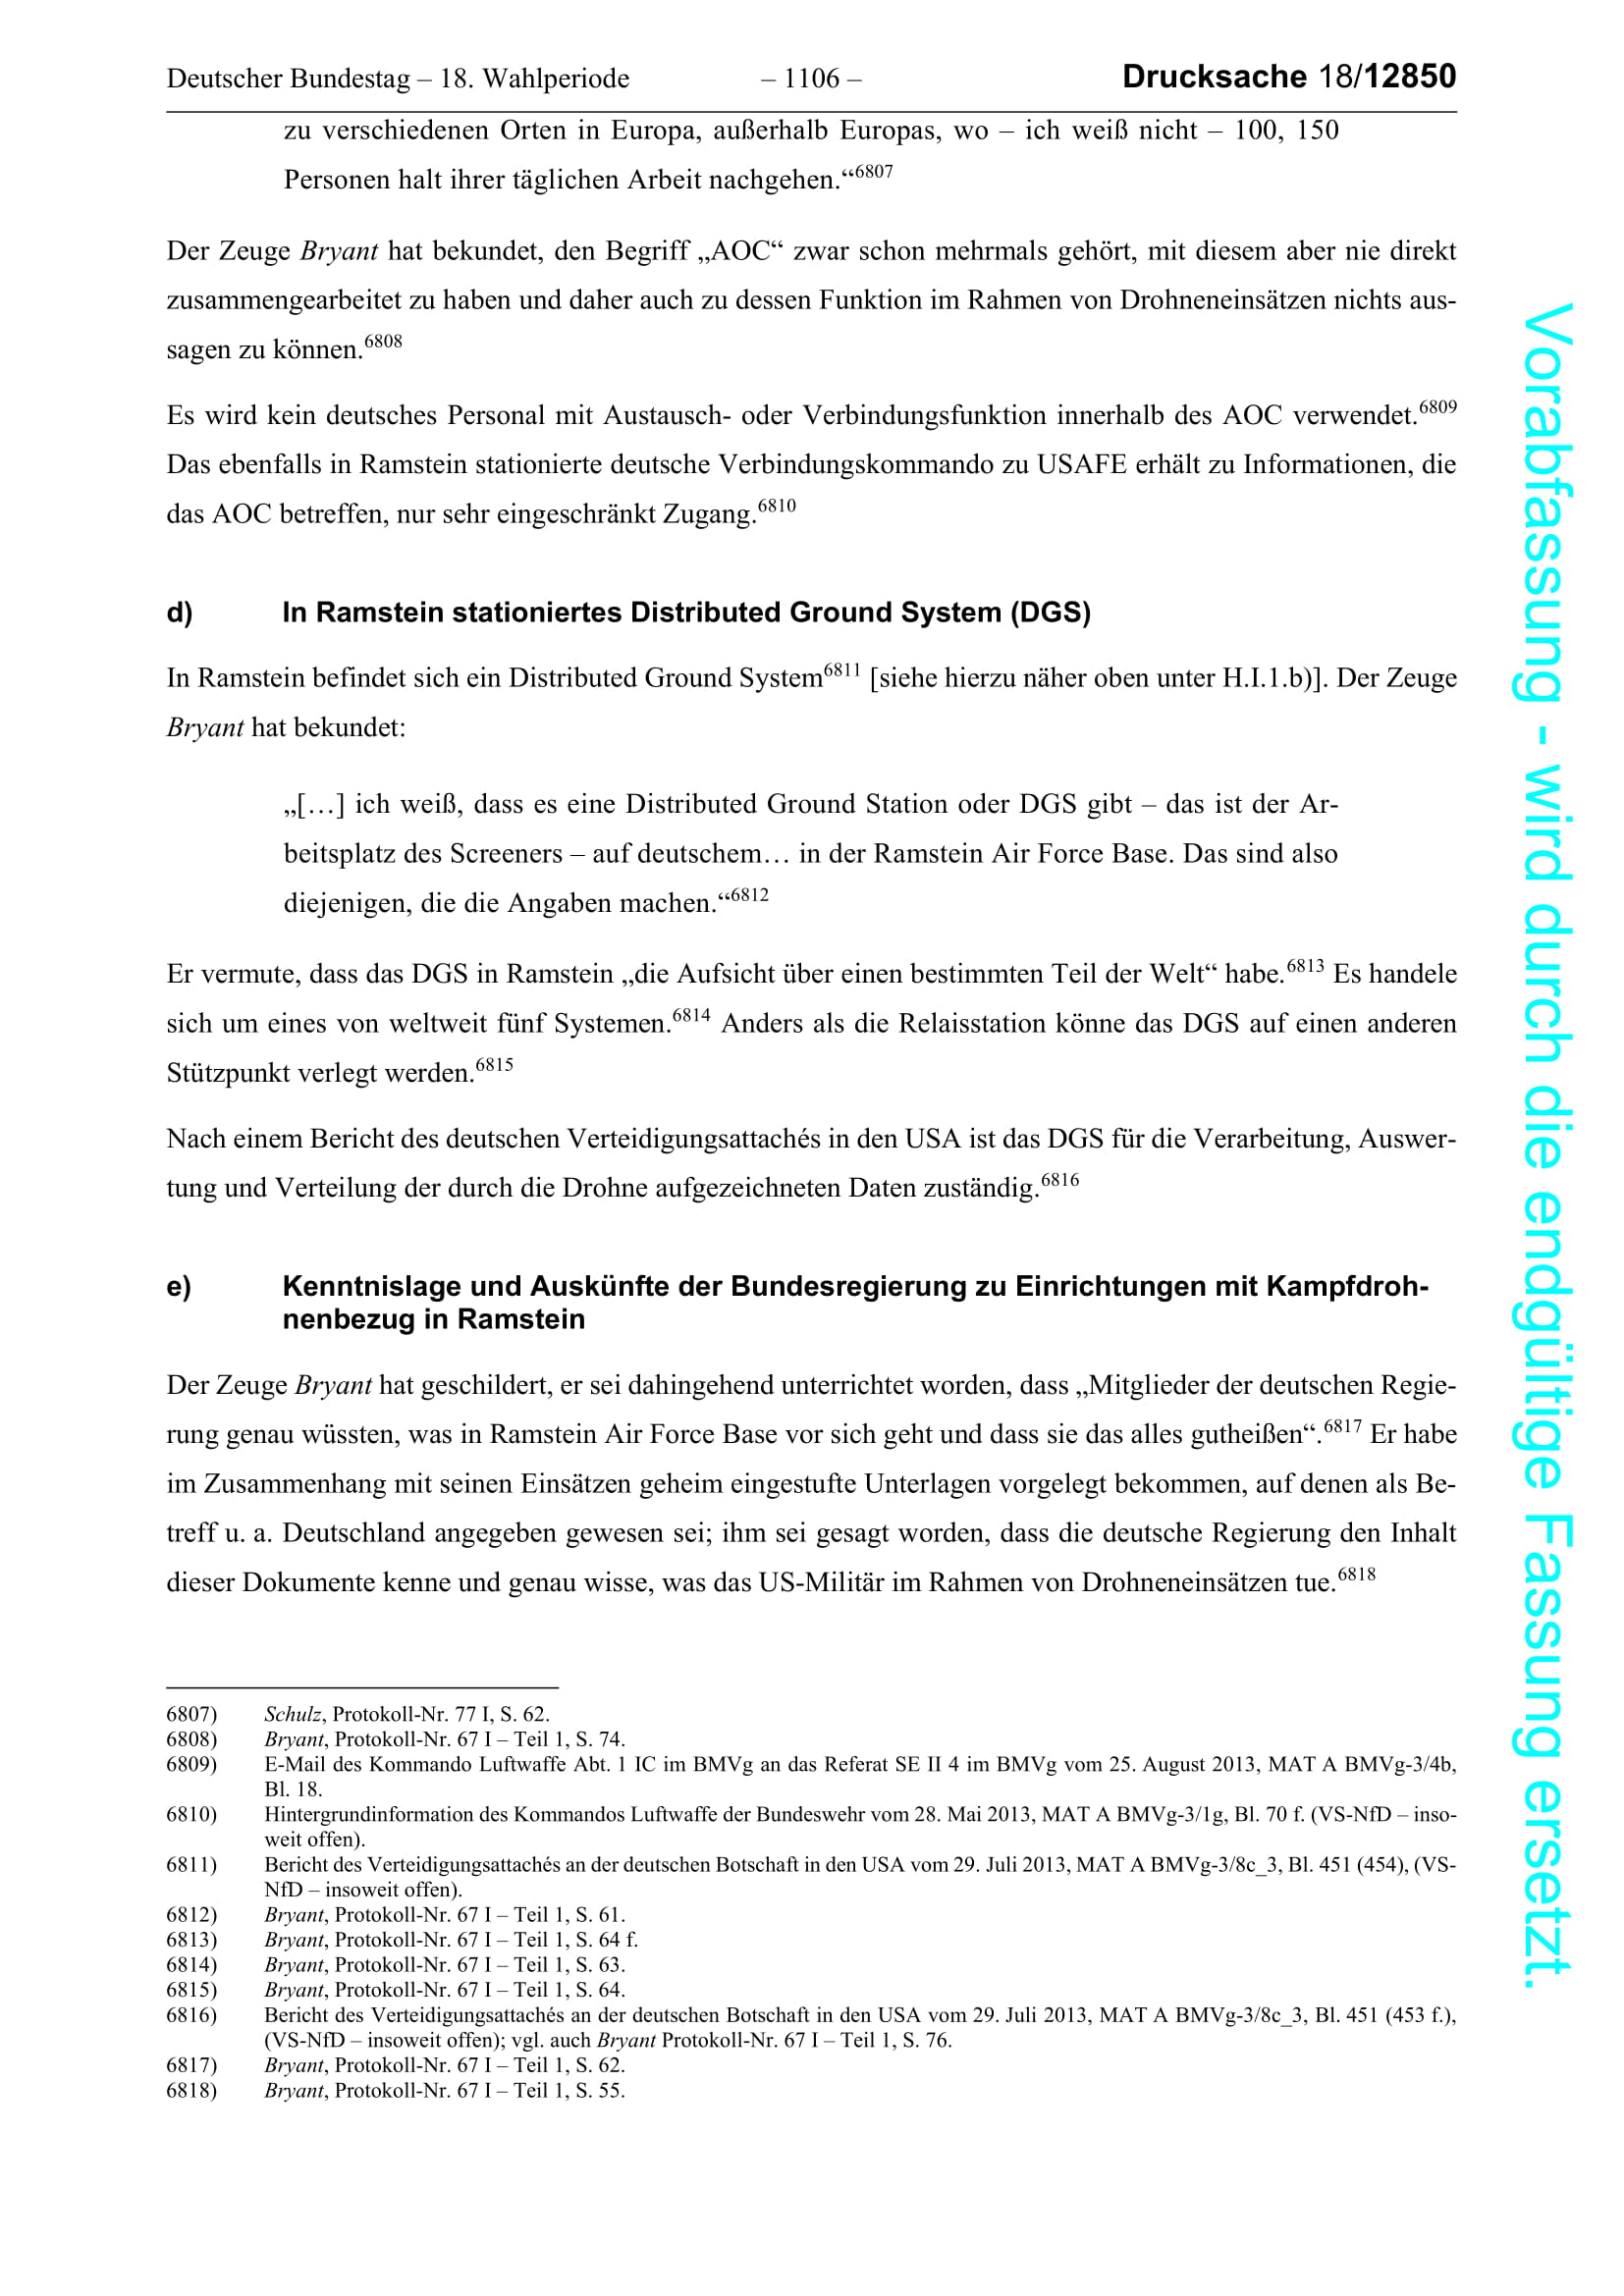 Deutscher Bundestag – 18. Wahlperiode – 1106 – Drucksache 18/12850
zu verschiedenen Orten in Europa, außerhalb Europas, wo – ich weiß nicht – 100, 150
Personen halt ihrer täglichen Arbeit nachgehen.“6807
Der Zeuge Bryant hat bekundet, den Begriff „AOC“ zwar schon mehrmals gehört, mit diesem aber nie direkt
zusammengearbeitet zu haben und daher auch zu dessen Funktion im Rahmen von Drohneneinsätzen nichts aus-
sagen zu können.6808
Es wird kein deutsches Personal mit Austausch- oder Verbindungsfunktion innerhalb des AOC verwendet.6809
Das ebenfalls in Ramstein stationierte deutsche Verbindungskommando zu USAFE erhält zu Informationen, die
das AOC betreffen, nur sehr eingeschränkt Zugang.6810
d) In Ramstein stationiertes Distributed Ground System (DGS)
In Ramstein befindet sich ein Distributed Ground System6811 [siehe hierzu näher oben unter H.I.1.b)]. Der Zeuge
Bryant hat bekundet:
„[…] ich weiß, dass es eine Distributed Ground Station oder DGS gibt – das ist der Ar-
beitsplatz des Screeners – auf deutschem… in der Ramstein Air Force Base. Das sind also
diejenigen, die die Angaben machen.“6812
Er vermute, dass das DGS in Ramstein „die Aufsicht über einen bestimmten Teil der Welt“ habe.6813 Es handele
sich um eines von weltweit fünf Systemen.6814 Anders als die Relaisstation könne das DGS auf einen anderen
Stützpunkt verlegt werden.6815
Nach einem Bericht des deutschen Verteidigungsattachés in den USA ist das DGS für die Verarbeitung, Auswer-
tung und Verteilung der durch die Drohne aufgezeichneten Daten zuständig.6816
e) Kenntnislage und Auskünfte der Bundesregierung zu Einrichtungen mit Kampfdroh-
nenbezug in Ramstein
Der Zeuge Bryant hat geschildert, er sei dahingehend unterrichtet worden, dass „Mitglieder der deutschen Regie-
rung genau wüssten, was in Ramstein Air Force Base vor sich geht und dass sie das alles gutheißen“.6817 Er habe
im Zusammenhang mit seinen Einsätzen geheim eingestufte Unterlagen vorgelegt bekommen, auf denen als Be-
treff u. a. Deutschland angegeben gewesen sei; ihm sei gesagt worden, dass die deutsche Regierung den Inhalt
dieser Dokumente kenne und genau wisse, was das US-Militär im Rahmen von Drohneneinsätzen tue.6818
6807) Schulz, Protokoll-Nr. 77 I, S. 62.
6808) Bryant, Protokoll-Nr. 67 I – Teil 1, S. 74.
6809) E-Mail des Kommando Luftwaffe Abt. 1 IC im BMVg an das Referat SE II 4 im BMVg vom 25. August 2013, MAT A BMVg-3/4b,
Bl. 18.
6810) Hintergrundinformation des Kommandos Luftwaffe der Bundeswehr vom 28. Mai 2013, MAT A BMVg-3/1g, Bl. 70 f. (VS-NfD – inso-
weit offen).
6811) Bericht des Verteidigungsattachés an der deutschen Botschaft in den USA vom 29. Juli 2013, MAT A BMVg-3/8c_3, Bl. 451 (454), (VS-
NfD – insoweit offen).
6812) Bryant, Protokoll-Nr. 67 I – Teil 1, S. 61.
6813) Bryant, Protokoll-Nr. 67 I – Teil 1, S. 64 f.
6814) Bryant, Protokoll-Nr. 67 I – Teil 1, S. 63.
6815) Bryant, Protokoll-Nr. 67 I – Teil 1, S. 64.
6816) Bericht des Verteidigungsattachés an der deutschen Botschaft in den USA vom 29. Juli 2013, MAT A BMVg-3/8c_3, Bl. 451 (453 f.),
(VS-NfD – insoweit offen); vgl. auch Bryant Protokoll-Nr. 67 I – Teil 1, S. 76.
6817) Bryant, Protokoll-Nr. 67 I – Teil 1, S. 62.
6818) Bryant, Protokoll-Nr. 67 I – Teil 1, S. 55.
Vorabfassung - wird durch die endgültige Fassung ersetzt.